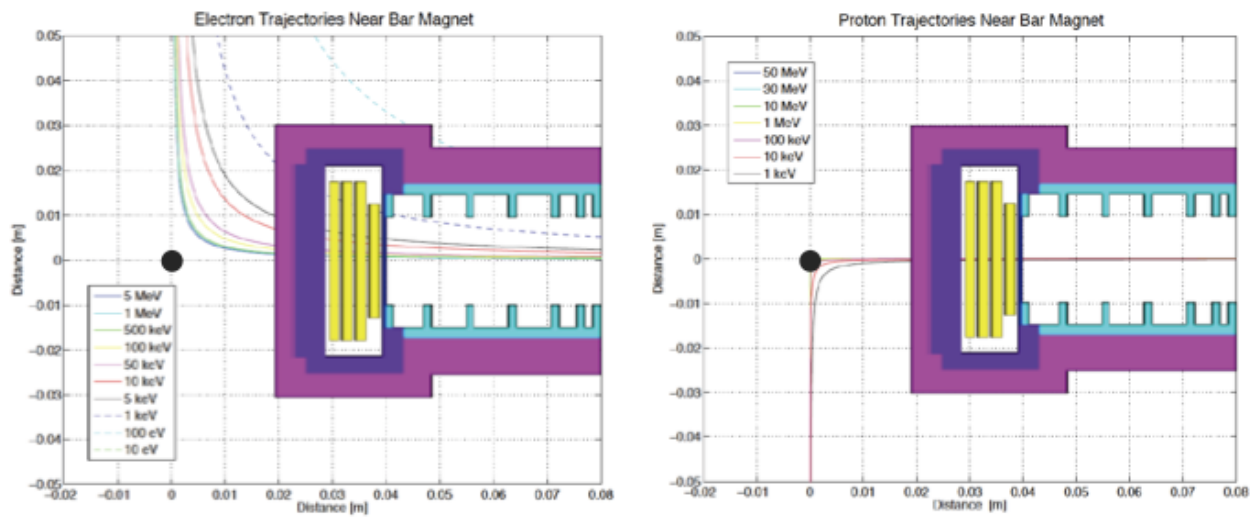 Electron Trajectories Near Bar Magnet
0.05
0.04
0.03
0.02
0.01
0
-0.01
-0.02
-0.03
-0.04
-0.05
Distance [m]
5 MeV
1 MeV
500 keV
100 keV
50 keV
10 keV
5 keV
1 keV
100 eV
10 eV
-0.02 -0.01 0 0.01 0.02 0.03 0.04 0.05 0.06 0.07 0.08
Distance [m]
Proton Trajectories Near Bar Magnet
0.05
0.04
0.03
0.02
0.01
0
-0.01
-0.02
-0.03
-0.04
-0.05
Distance [m]
50 MeV
30 MeV
10 MeV
1 MeV
100 keV
10 keV
1 keV
-0.02 -0.01 0 0.01 0.02 0.03 0.04 0.05 0.06 0.07 0.08
Distance [m]